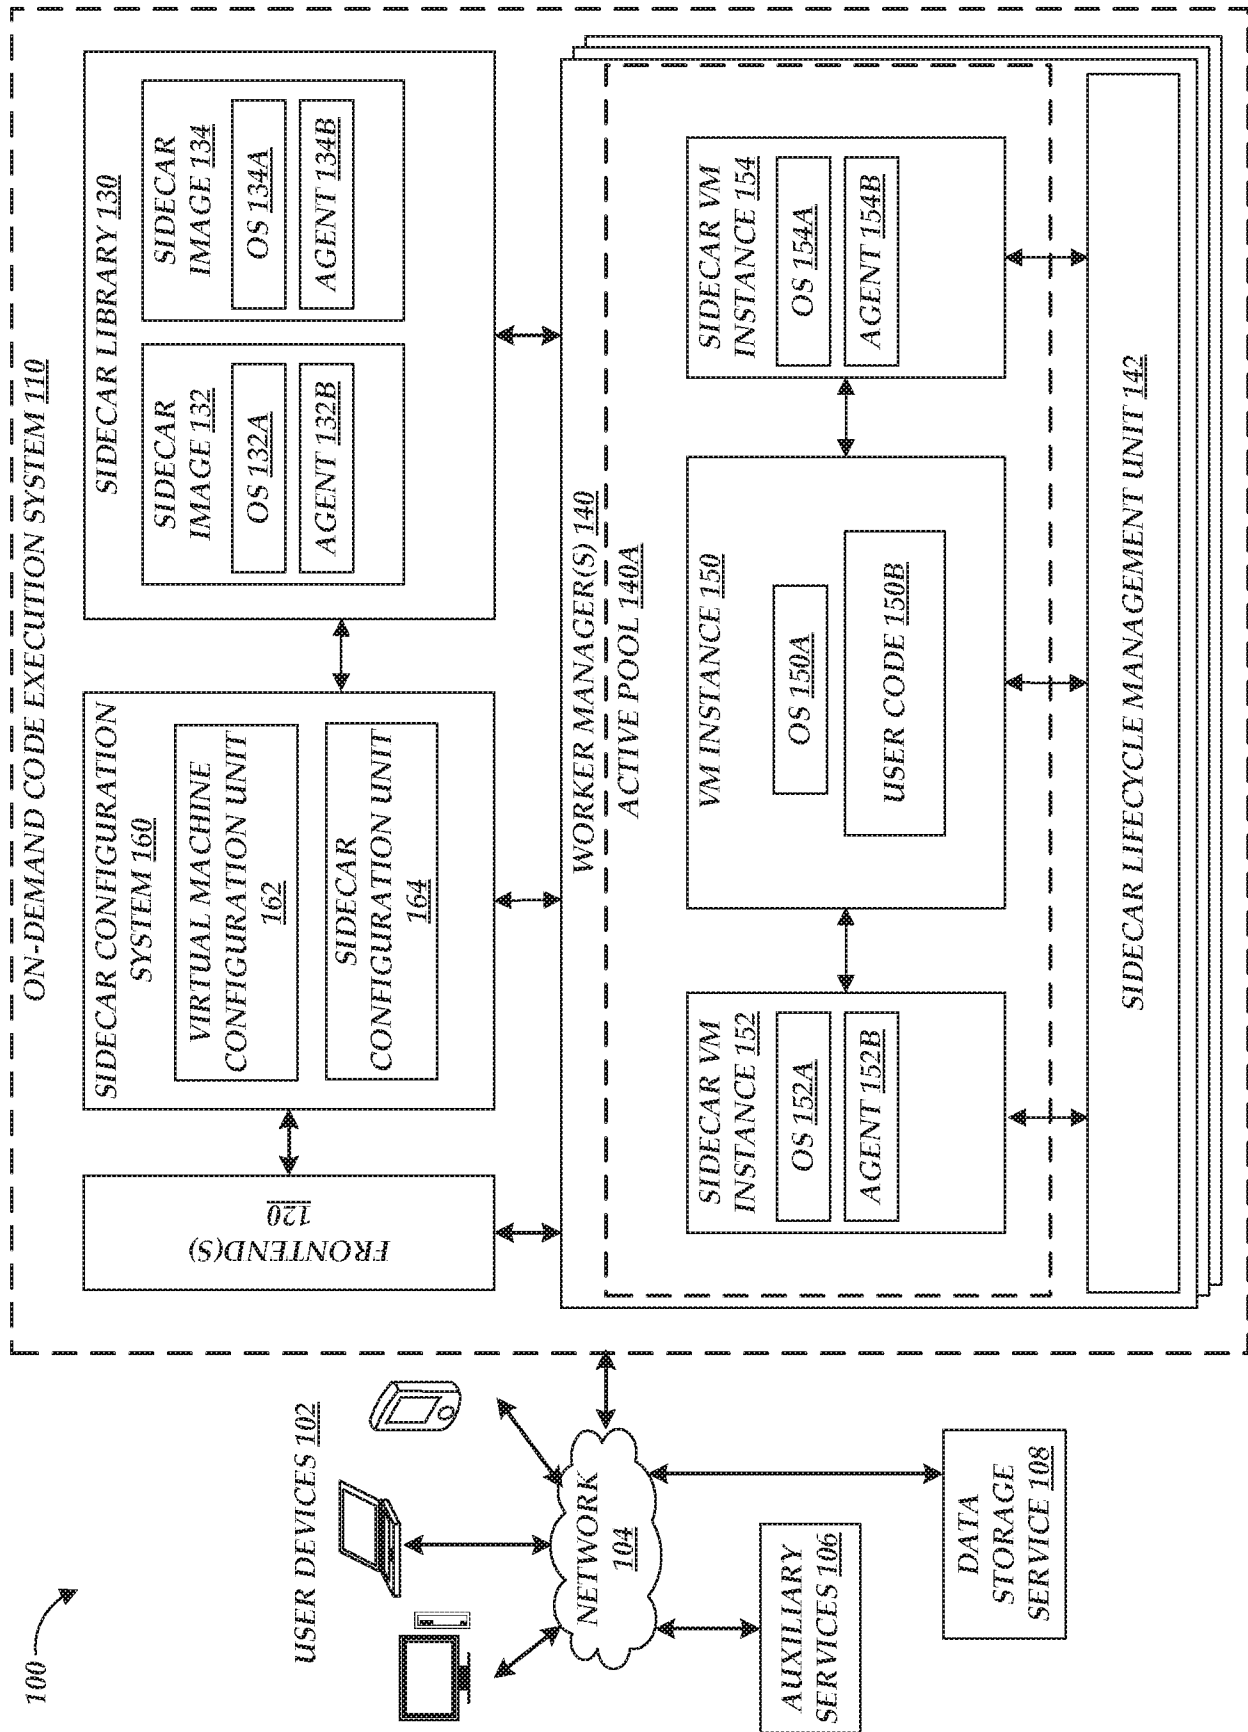 100
USER DEVICES 102
NETWORK
104
AUXILIARY
SERVICES 106
DATA
STORAGE
SERVICE 108
ON-DEMAND CODE EXECUTION SYSTEM 110
FRONTEND(S)
120
SIDECAR CONFIGURATION
SYSTEM 160
VIRTUAL MACHINE
CONFIGURATION UNIT
162
SIDECAR
CONFIGURATION UNIT
164
SIDECAR LIBRARY 130
SIDECAR
IMAGE 132
OS 132A
AGENT 132B
SIDECAR
IMAGE 134
OS 134A
AGENT 134B
WORKER MANAGER(S) 140
ACTIVE POOL 140A
SIDECAR VM
INSTANCE 152
OS 152A
AGENT 152B
VM INSTANCE 150
OS 150A
USER CODE 150B
SIDECAR VM
INSTANCE 154
OS 154A
AGENT 154B
SIDECAR LIFECYCLE MANAGEMENT UNIT 142